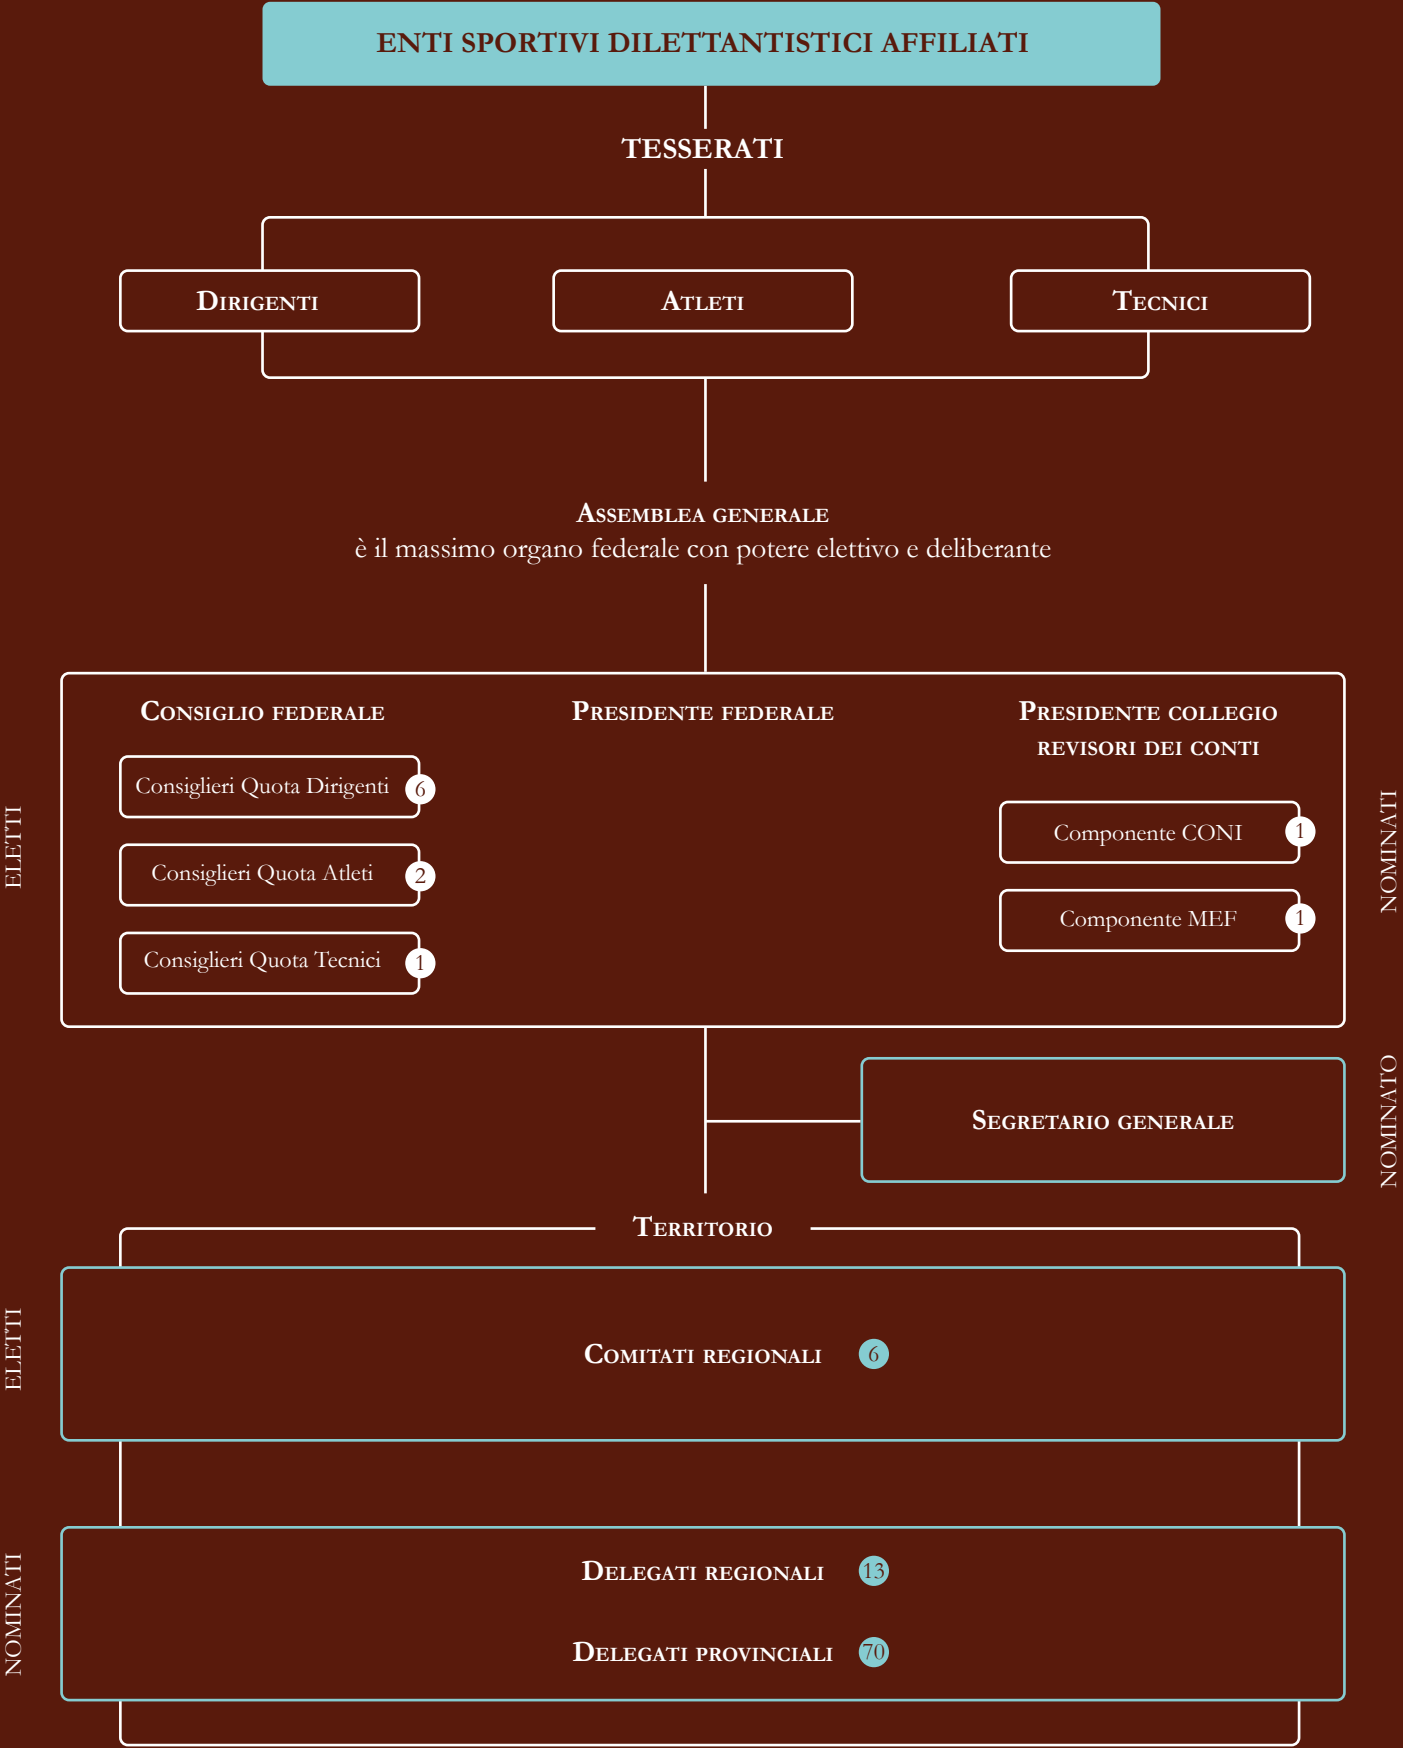 ENTI SPORTIVI DILETTANTISTICI AFFILIATI
TESSERATI
Dirigenti
Atleti
Tecnici
Assemblea generale
è il massimo organo federale con potere elettivo e deliberante
ELETTI
Consiglio federale
Consiglieri Quota Dirigenti 6
Consiglieri Quota Atleti 2
Consiglieri Quota Tecnici 1
Presidente federale
Presidente collegio
revisori dei conti
Componente CONI 1
Componente MEF 1
NOMINATI
Segretario generale
NOMINATO
Territorio
ELETTI
Comitati regionali 6
NOMINATI
Delegati regionali 13
Delegati provinciali 70